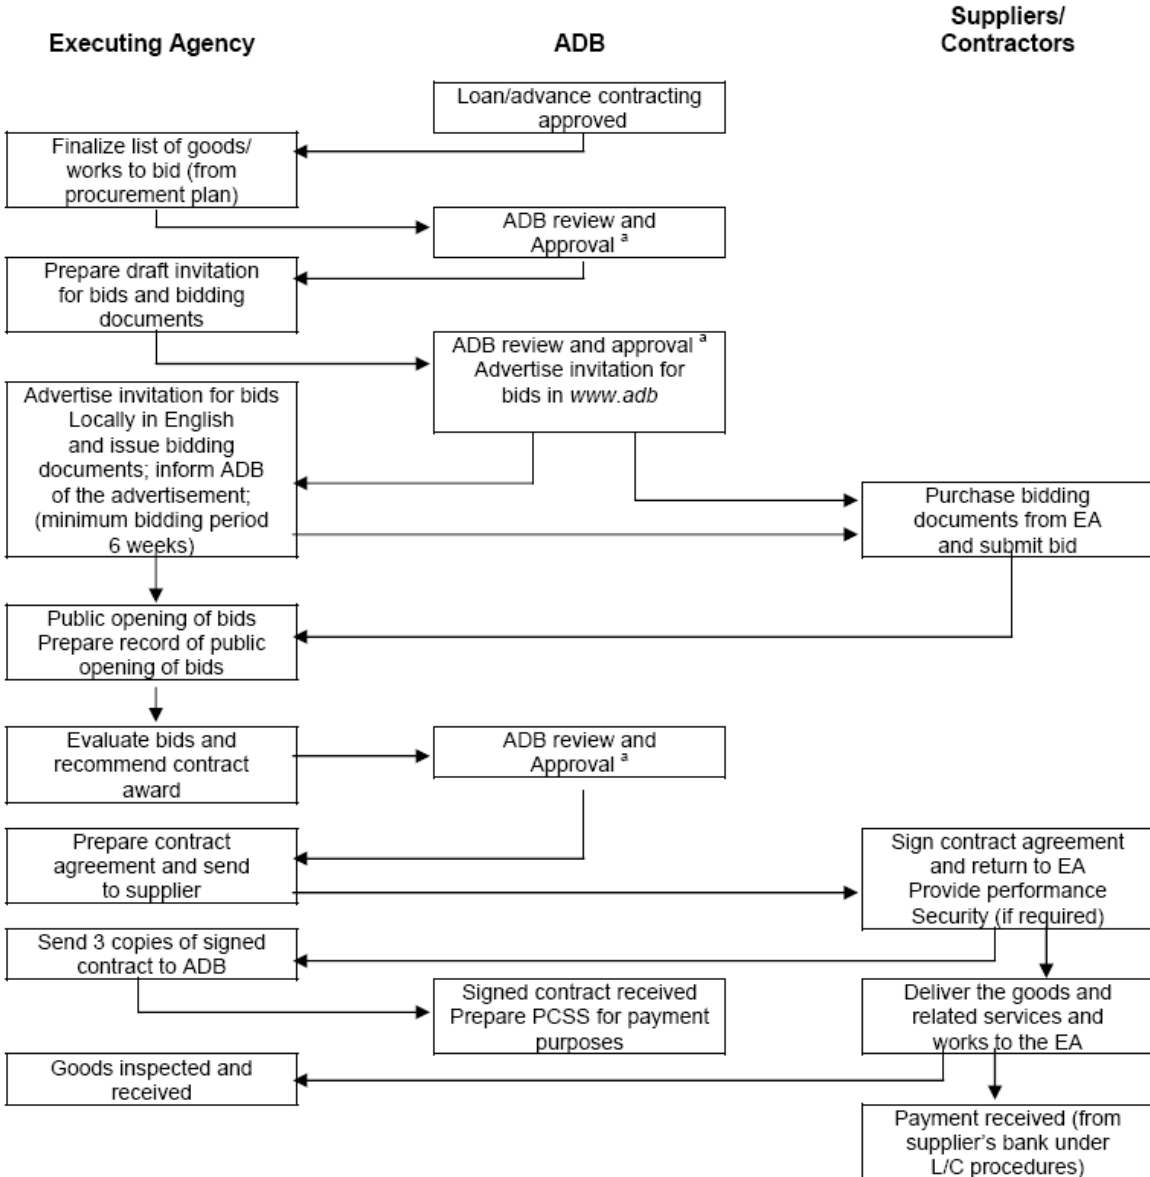 Executing Agency
ADB
Suppliers/
Contractors
Loan/advance contracting
approved
Finalize list of goods/
works to bid (from
procurement plan)
ADB review and
Approval a
Prepare draft invitation
for bids and bidding
documents
ADB review and approval a
Advertise invitation for
bids in www.adb
Advertise invitation for bids
Locally in English
and issue bidding
documents; inform ADB
of the advertisement;
(minimum bidding period
6 weeks)
Purchase bidding
documents from EA
and submit bid
Public opening of bids
Prepare record of public
opening of bids
Evaluate bids and
recommend contract
award
ADB review and
Approval a
Prepare contract
agreement and send
to supplier
Sign contract agreement
and return to EA
Provide performance
Security (if required)
Send 3 copies of signed
contract to ADB
Signed contract received
Prepare PCSS for payment
purposes
Deliver the goods and
related services and
works to the EA
Goods inspected and
received
Payment received (from
supplier's bank under
L/C procedures)